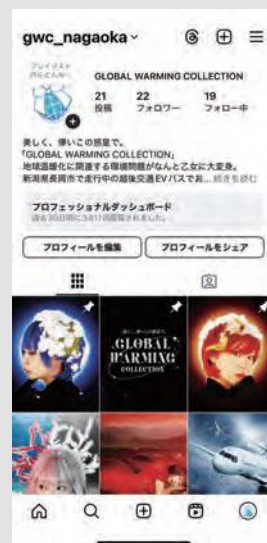 gwc_nagaoka
GLOBAL WARMING COLLECTION
21
22
19
投稿
フォロワー
フォロー中
美しく、儚いこの惑星で。
「GLOBAL WARMING COLLECTION」
地球温暖化に関連する環境問題がなんと乙女に大変身。
新潟県長岡市で走行中の越後交通EVバスでお... 続きを読む
プロフェッショナルダッシュボード
プロフィールを編集
プロフィールをシェア
GLOBAL
WARMING
COLLECTION